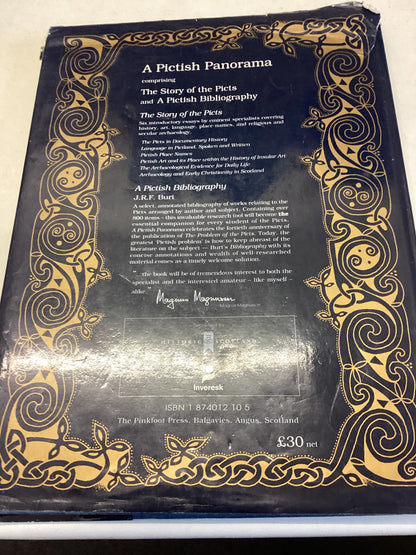 A Pictish Panorama
comprising
The Story of the Picts
and A Pictish Bibliography
The Story of the Picts
Six introductory essays by eminent specialists covering
history, art, language, place names, and religious and
secular archaeology.
The Picts in Documentary History
Language in Pictland, Spoken and Written
Pictish Place Names
Pictish Art and its Place within the History of Insular Art
The Archaeological Evidence for Daily Life
Archaeology and Early Christianity in Scotland
A Pictish Bibliography
J.R.F. Burt
A select, annotated bibliography of works relating to the
Picts arranged by author and subject. Containing over
800 items – this invaluable research tool will become the
essential companion for every student of the Picts.
A Pictish Panorama celebrates the fortieth anniversary of
the publication of The Problem of the Picts. Today, the
greatest 'Pictish problem' is how to keep abreast of the
literature on the subject – Burt's Bibliography with its
concise annotations and wealth of well-researched
material comes as a timely welcome solution.
"the book will be of tremendous interest to both the
specialist and the interested amateur – like myself –
alike."
Magnus Magnusson
Magnus Magnusson
HISTORIC SCOTLAND
Inveresk
ISBN 1 874012 10 5
The Pinkfoot Press, Balgavies, Angus, Scotland
£30 net